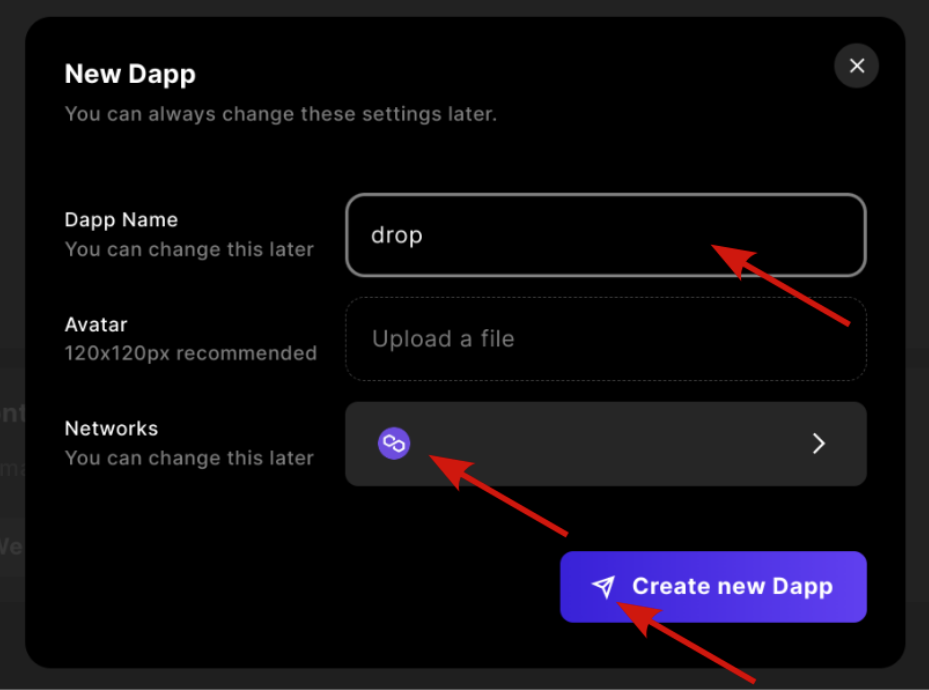 New Dapp
You can always change these settings later.
Dapp Name
You can change this later
drop
Avatar
120x120px recommended
Upload a file
Networks
You can change this later
Create new Dapp